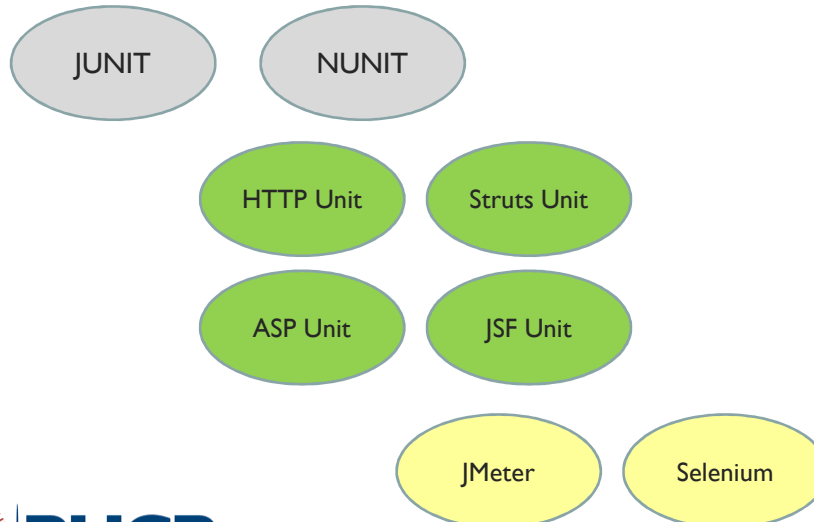 JUNIT NUNIT
HTTP Unit Struts Unit
ASP Unit JSF Unit
JMeter Selenium